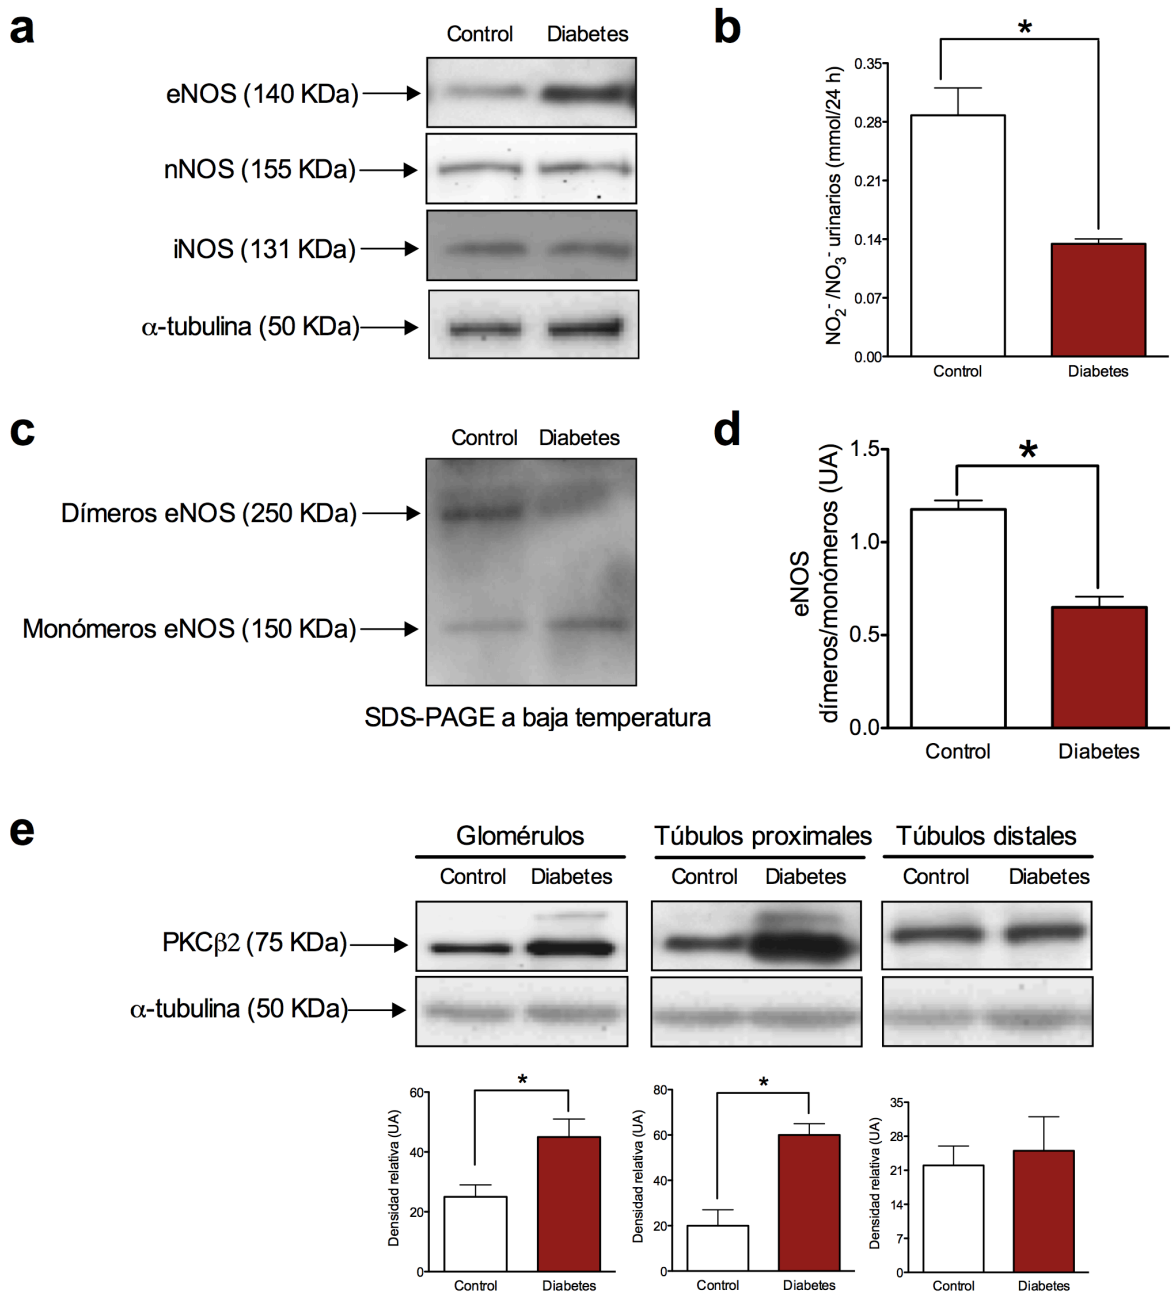 a
Control Diabetes
eNOS (140 KDa)
nNOS (155 KDa)
iNOS (131 KDa)
α-tubulina (50 KDa)
b
*
NO₂⁻ /NO₃⁻ urinarios (mmol/24 h)
0.35
0.28
0.21
0.14
0.07
0.00
Control Diabetes
c
Control Diabetes
Dímeros eNOS (250 KDa)
Monómeros eNOS (150 KDa)
SDS-PAGE a baja temperatura
d
*
eNOS
dímeros/monómeros (UA)
1.5
1.0
0.5
0.0
Control Diabetes
e
Glomérulos Túbulos proximales Túbulos distales
Control Diabetes Control Diabetes Control Diabetes
PKCβ2 (75 KDa)
α-tubulina (50 KDa)
*
Densidad relativa (UA)
60
40
20
0
Control Diabetes
*
Densidad relativa (UA)
80
60
40
20
0
Control Diabetes
Densidad relativa (UA)
35
28
21
14
7
0
Control Diabetes